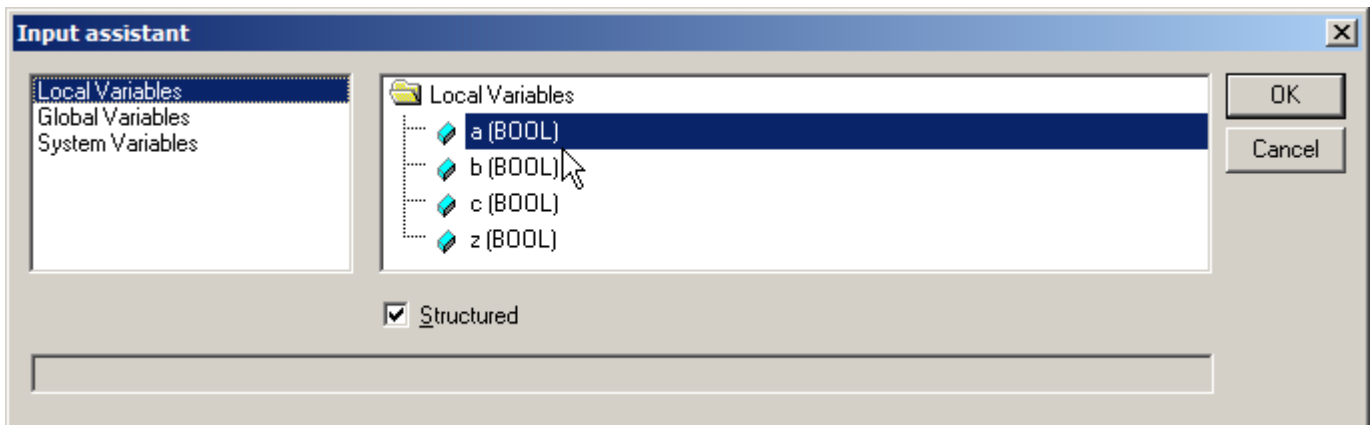 Input assistant
Local Variables
Global Variables
System Variables
Local Variables
a (BOOL)
b (BOOL)
c (BOOL)
z (BOOL)
OK
Cancel
Structured